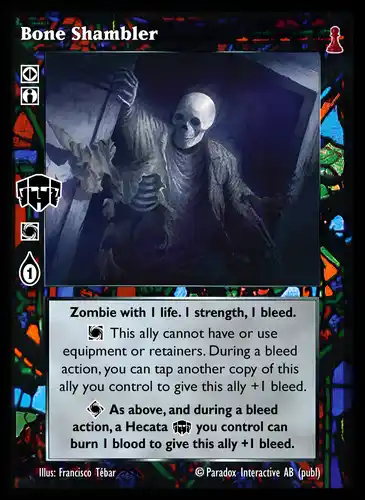 Bone Shambler
1
Zombie with 1 life. 1 strength, 1 bleed.
This ally cannot have or use
equipment or retainers. During a bleed
action, you can tap another copy of this
ally you control to give this ally +1 bleed.
As above, and during a bleed
action, a Hecata you control can
burn 1 blood to give this ally +1 bleed.
Illus: Francisco Tébar
© Paradox Interactive AB (publ)